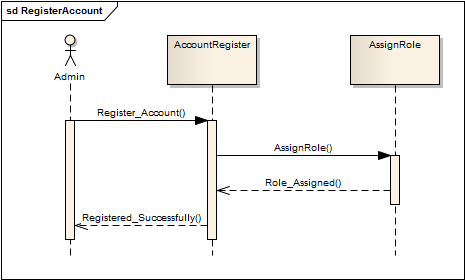 sd RegisterAccount
AccountRegister
AssignRole
Admin
Register_Account()
AssignRole()
Role_Assigned()
Registered_Successfully()